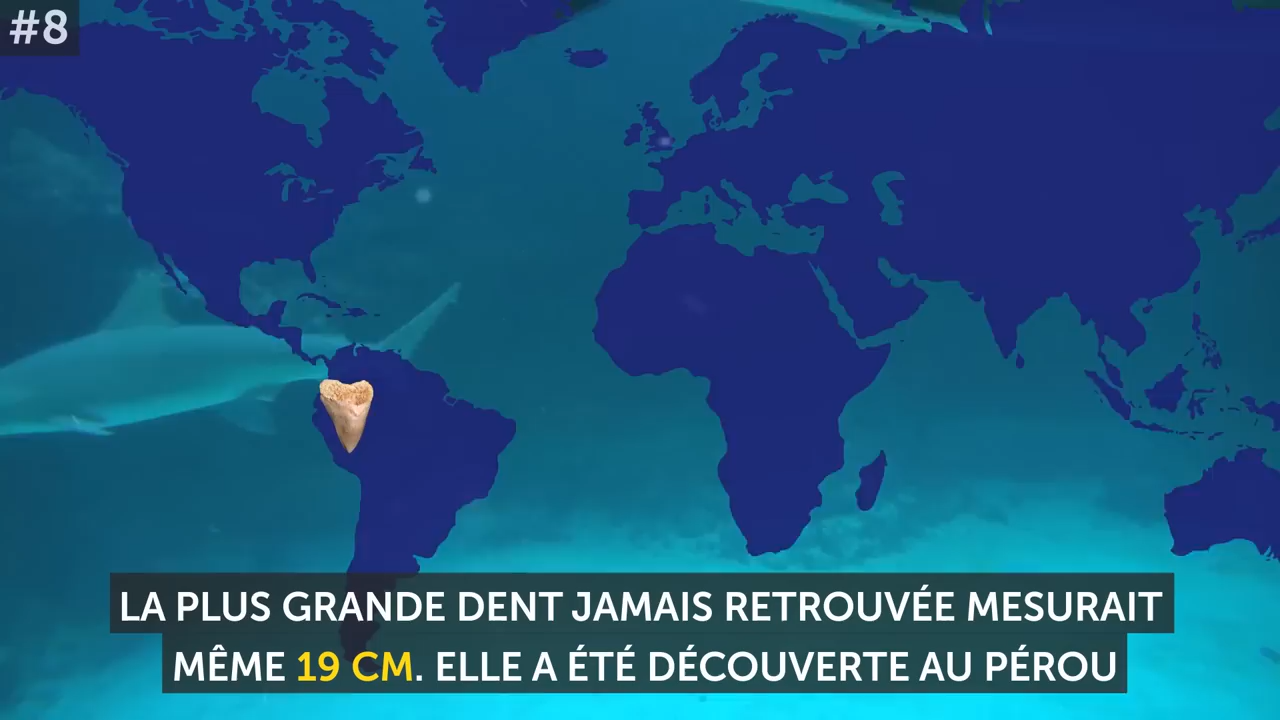 #8
LA PLUS GRANDE DENT JAMAIS RETROUVÉE MESURAIT
MÊME 19 CM. ELLE A ÉTÉ DÉCOUVERTE AU PÉROU